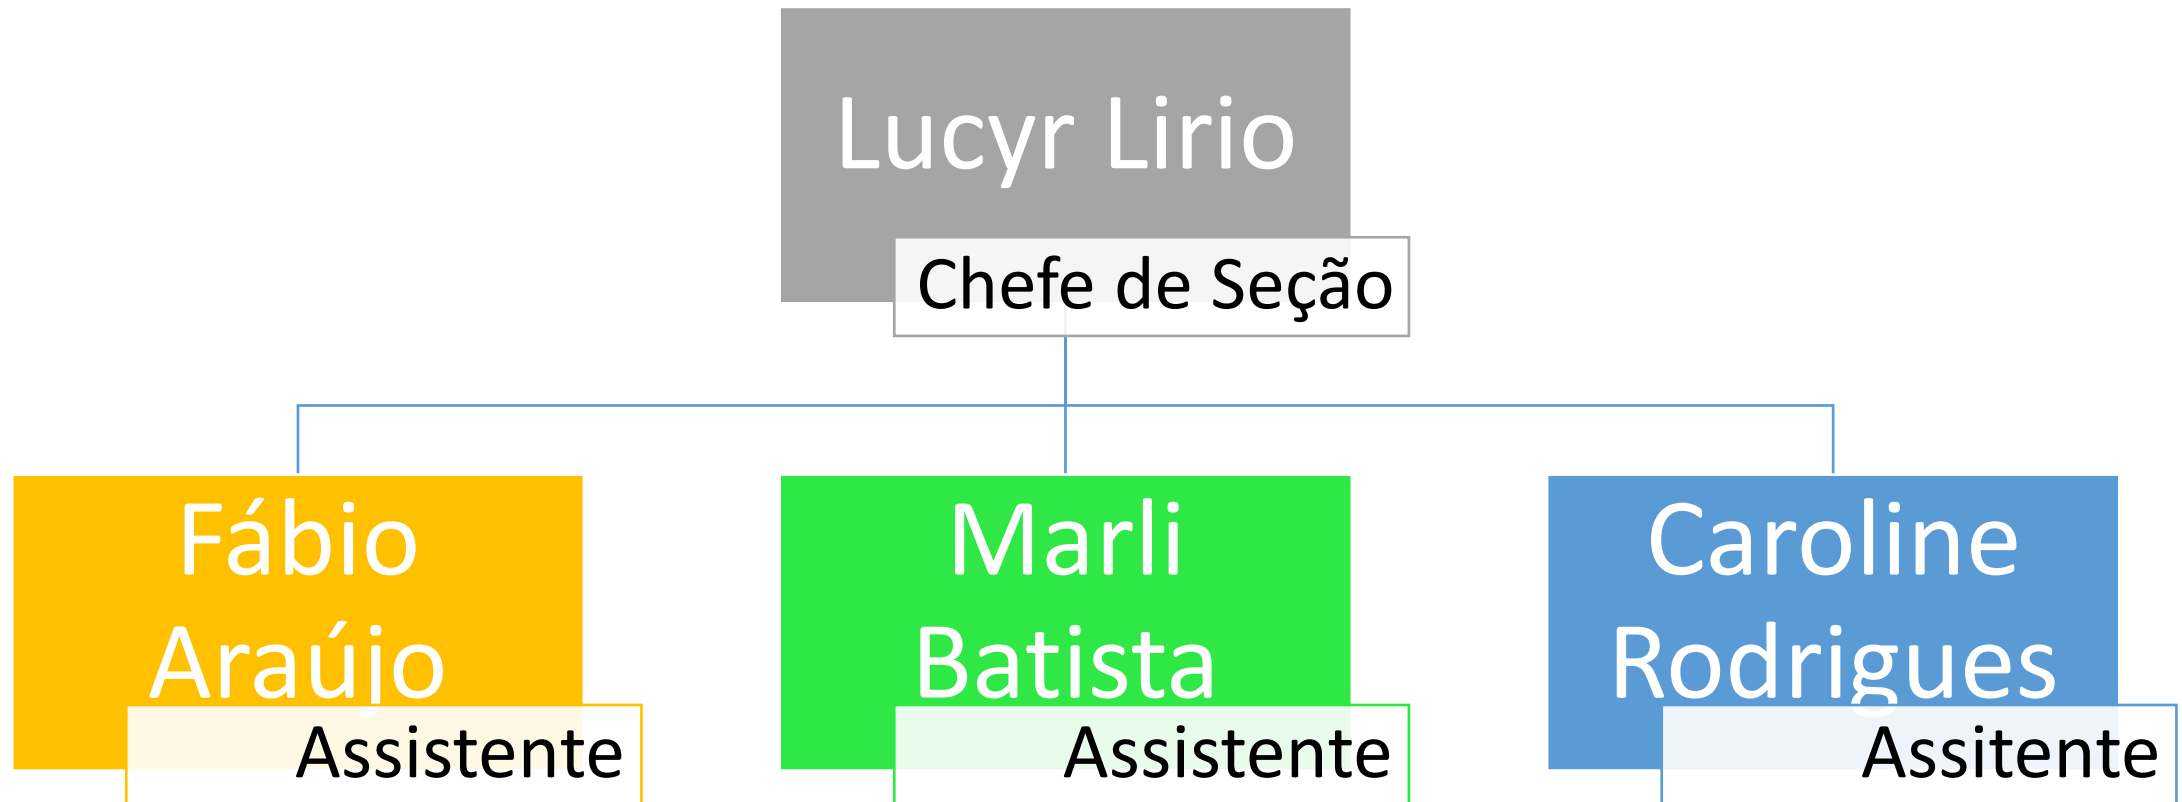 Lucyr Lirio
Chefe de Seção
Fábio
Araújo
Assistente
Marli
Batista
Assistente
Caroline
Rodrigues
Assitente